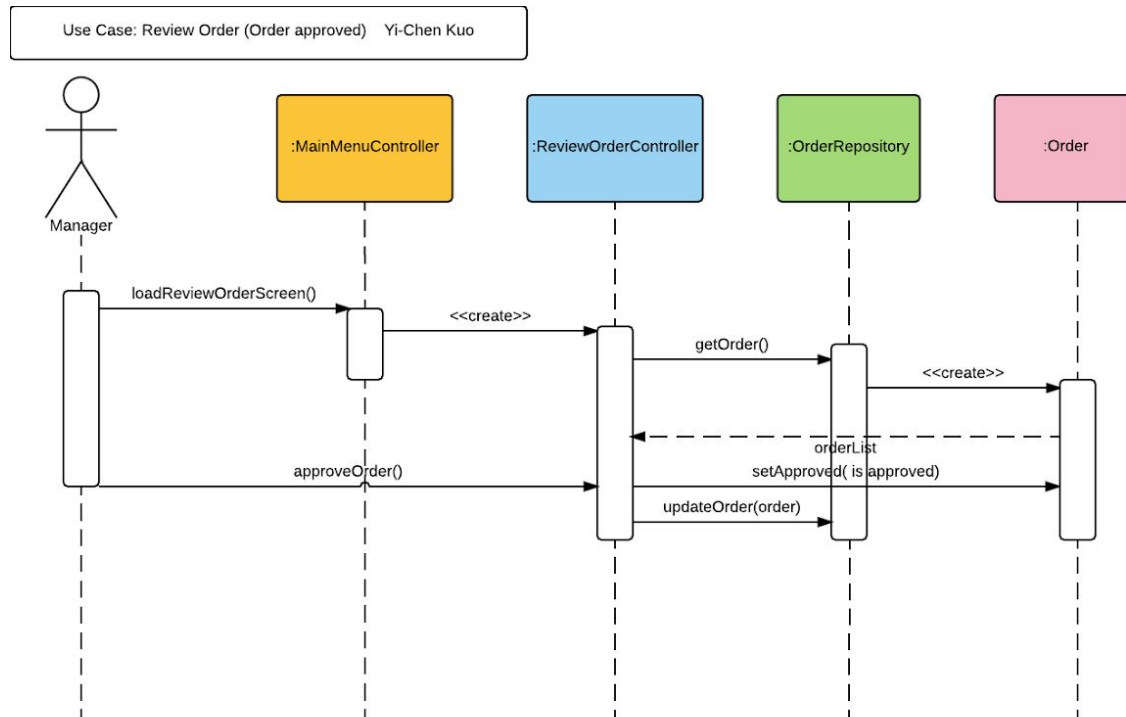 Use Case: Review Order (Order approved) Yi-Chen Kuo
:MainMenuController
:ReviewOrderController
:OrderRepository
:Order
Manager
loadReviewOrderScreen()
<<create>>
getOrder()
<<create>>
orderList
approveOrder()
setApproved( is approved)
updateOrder(order)